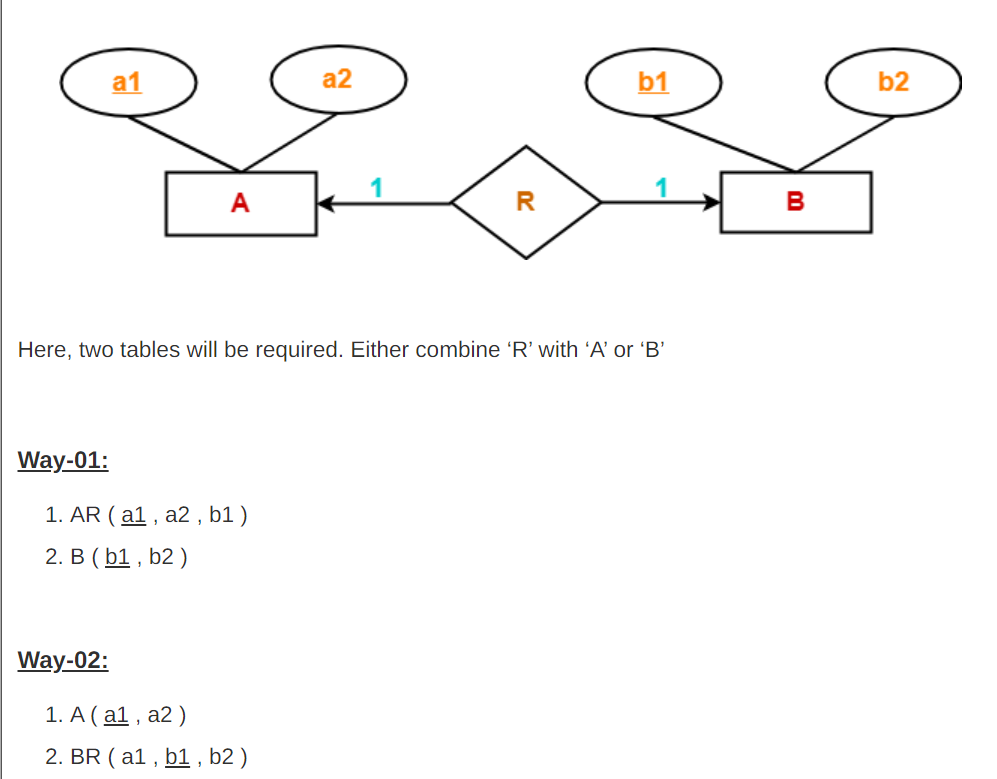 a1 a2 b1 b2
A 1 R 1 B
Here, two tables will be required. Either combine ‘R’ with ‘A’ or ‘B’
Way-01:
1. AR ( a1 , a2 , b1 )
2. B ( b1 , b2 )
Way-02:
1. A ( a1 , a2 )
2. BR ( a1 , b1 , b2 )